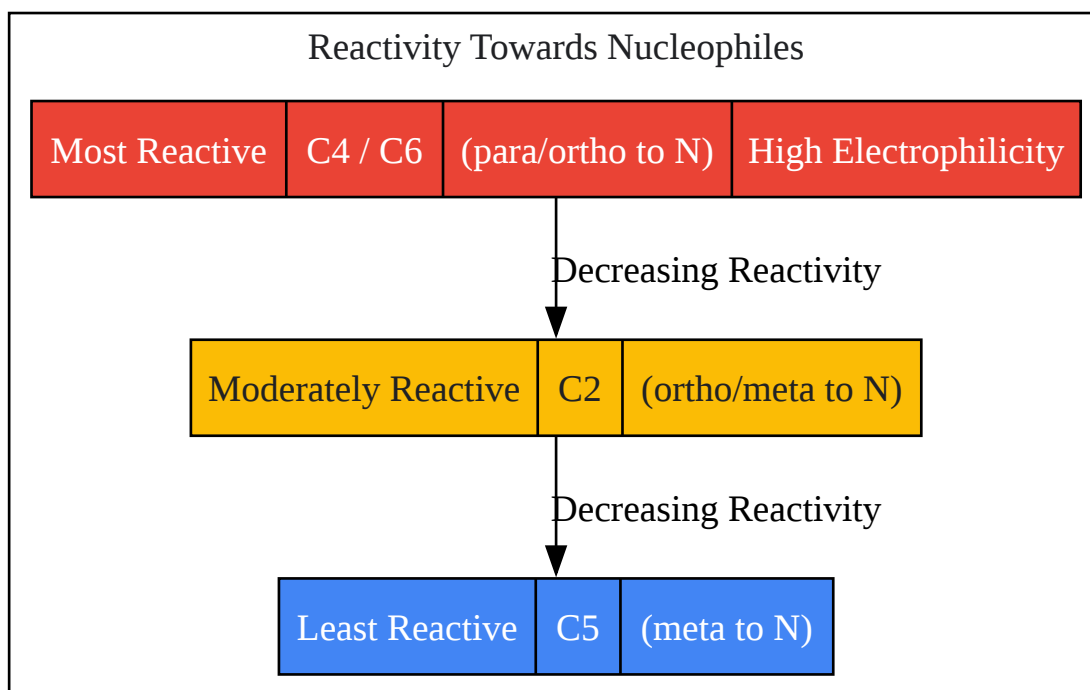 Reactivity Towards Nucleophiles
Most Reactive C4 / C6 (para/ortho to N) High Electrophilicity
Decreasing Reactivity
Moderately Reactive C2 (ortho/meta to N)
Decreasing Reactivity
Least Reactive C5 (meta to N)